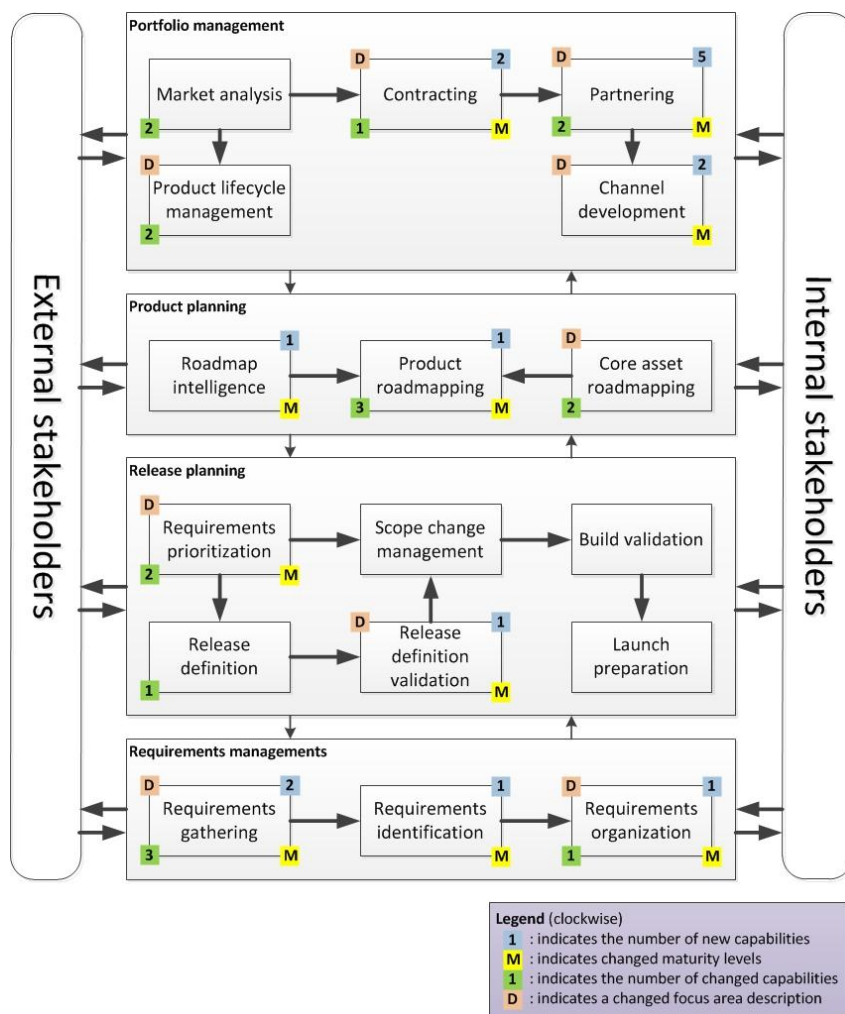 External stakeholders
Internal stakeholders
Portfolio management
D
2
D
5
Market analysis
Contracting
Partnering
2
1
M
2
M
D
D
2
Product lifecycle
management
Channel
development
2
M
Product planning
1
1
D
Roadmap
intelligence
Product
roadmapping
Core asset
roadmapping
M
3
M
2
Release planning
D
Requirements
prioritization
Scope change
management
Build validation
2
M
D
1
Release
definition
Release
definition
validation
Launch
preparation
1
M
Requirements managements
D
2
1
D
1
Requirements
gathering
Requirements
identification
Requirements
organization
3
M
M
1
M
Legend (clockwise)
1 : indicates the number of new capabilities
M : indicates changed maturity levels
1 : indicates the number of changed capabilities
D : indicates a changed focus area description